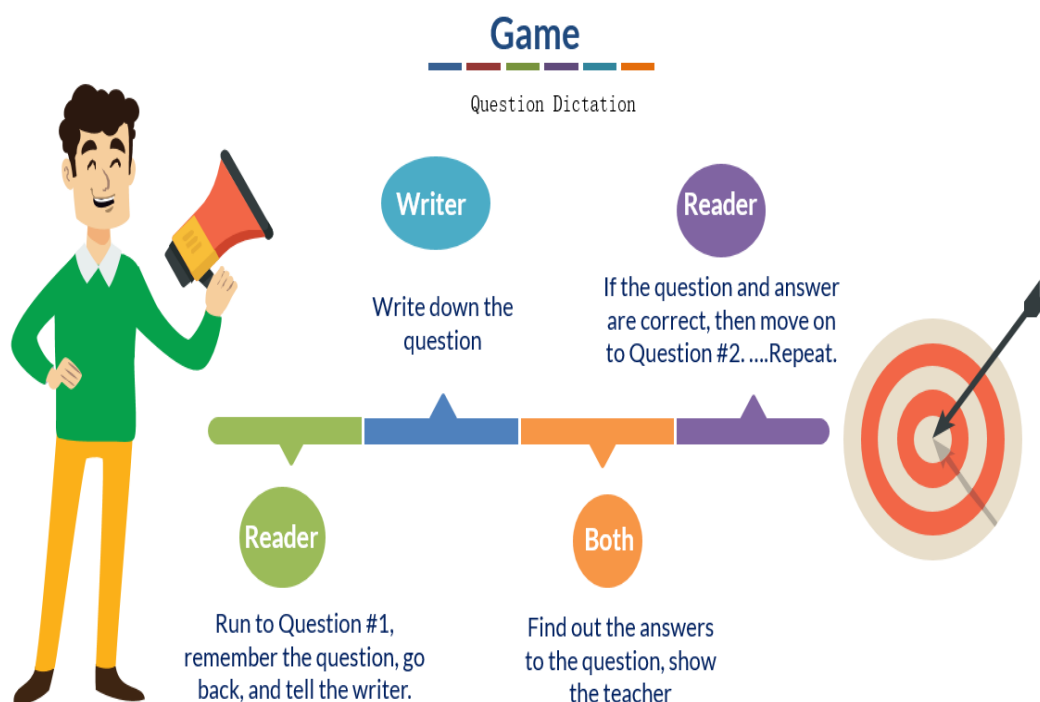 Game
Question Dictation
Reader
Run to Question #1,
remember the question, go
back, and tell the writer.
Writer
Write down the
question
Both
Find out the answers
to the question, show
the teacher
Reader
If the question and answer
are correct, then move on
to Question #2. ....Repeat.